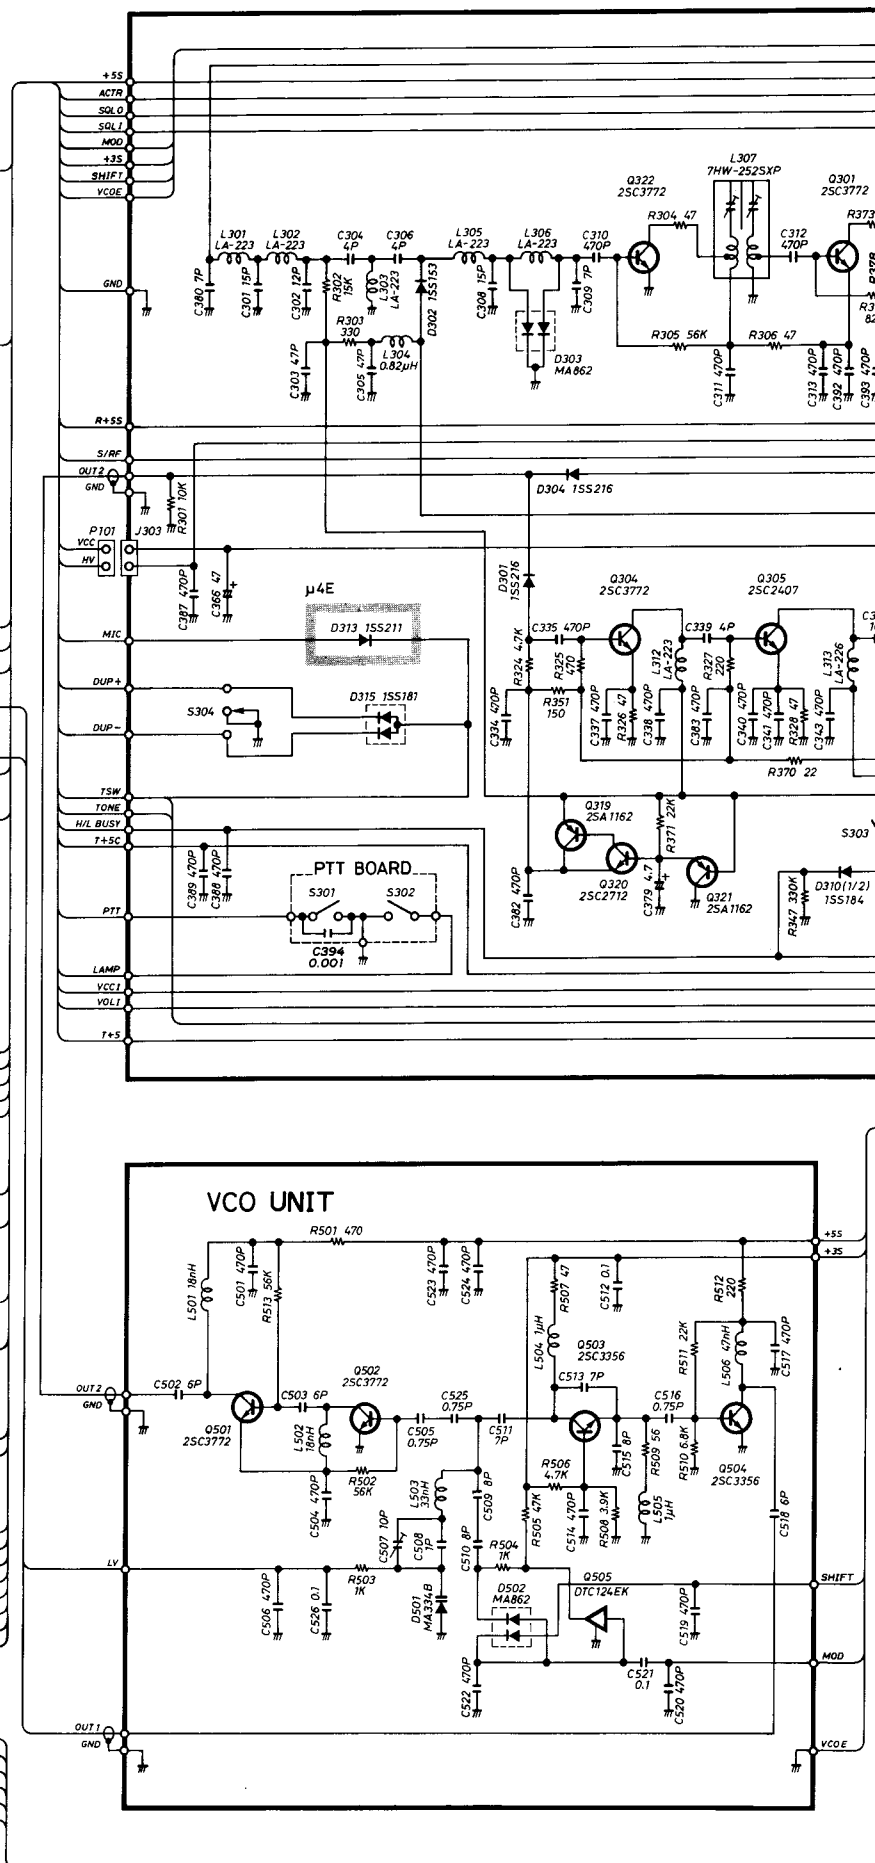 +5S
ACTR
SQLO
SQLI
MOD
+3S
SHIFT
VCOE
GND
R+5S
S/RF
OUT2
GND
P101
J303
VCC
HV
MIC
DUP+
DUP-
TSW
TONE
H/L BUSY
T+5C
PTT
LAMP
VCC1
VOL1
T+5
L301
LA-223
L302
LA-223
C304
4P
C306
4P
L305
LA-223
L306
LA-223
C310
470P
Q322
2SC3772
L307
7HW-252SXP
Q301
2SC3772
R304 47
C312
470P
R373
C380 7P
C301 15P
C302 12P
R302
15K
L303
LA-223
D302 1SS153
C308 15P
C309 7P
R303
330
L304
0.82μH
C303 47P
C305 47P
D303
MA862
R305 56K
R306 47
C311 470P
C313 470P
C392 470P
C393
R301 10K
D304 1SS216
C387 470P
C366 47
+
μ4E
D313 1SS211
D301
1SS216
Q304
2SC3772
Q305
2SC2407
C335 470P
R324 4.7K
R325
470
L312
LA-223
C339 4P
R327
220
L313
LA-226
S304
D315 1SS181
C334 470P
R351
150
C337 470P
R326 47
C338 470P
C383 470P
C340 470P
C341 470P
R328 47
C343 470P
R370 22
Q319
2SA1162
R371 22K
S303
C389 470P
C388 470P
PTT BOARD
S301
S302
C394
0.001
C382 470P
Q320
2SC2712
C379 4.7
+
Q321
2SA1162
R347 330K
D310(1/2)
1SS184
VCO UNIT
R501 470
L501 18nH
C501 470P
R513 56K
C523 470P
C524 470P
R507 47
C512 0.1
R512
220
+5S
+3S
L504 1μH
Q503
2SC3356
R511 22K
L506 47nH
C517 470P
OUT2
GND
C502 6P
Q501
2SC3772
C503 6P
Q502
2SC3772
L502
18nH
C505
0.75P
C525
0.75P
C511
7P
C513 7P
C516
0.75P
C515 8P
R509 56
R510 6.8K
Q504
2SC3356
C504 470P
R502
56K
L503
33nH
C509 8P
R506
4.7K
R505 47K
C514 470P
R508 3.9K
L505
1μH
C518 6P
C507 10P
C508
1P
C510 8P
R504
1K
LV
R503
1K
C506 470P
C526 0.1
D501
MA334B
D502
MA862
Q505
DTC124EK
C519 470P
SHIFT
C522 470P
C521
0.1
C520 470P
MOD
OUT1
GND
VCOE